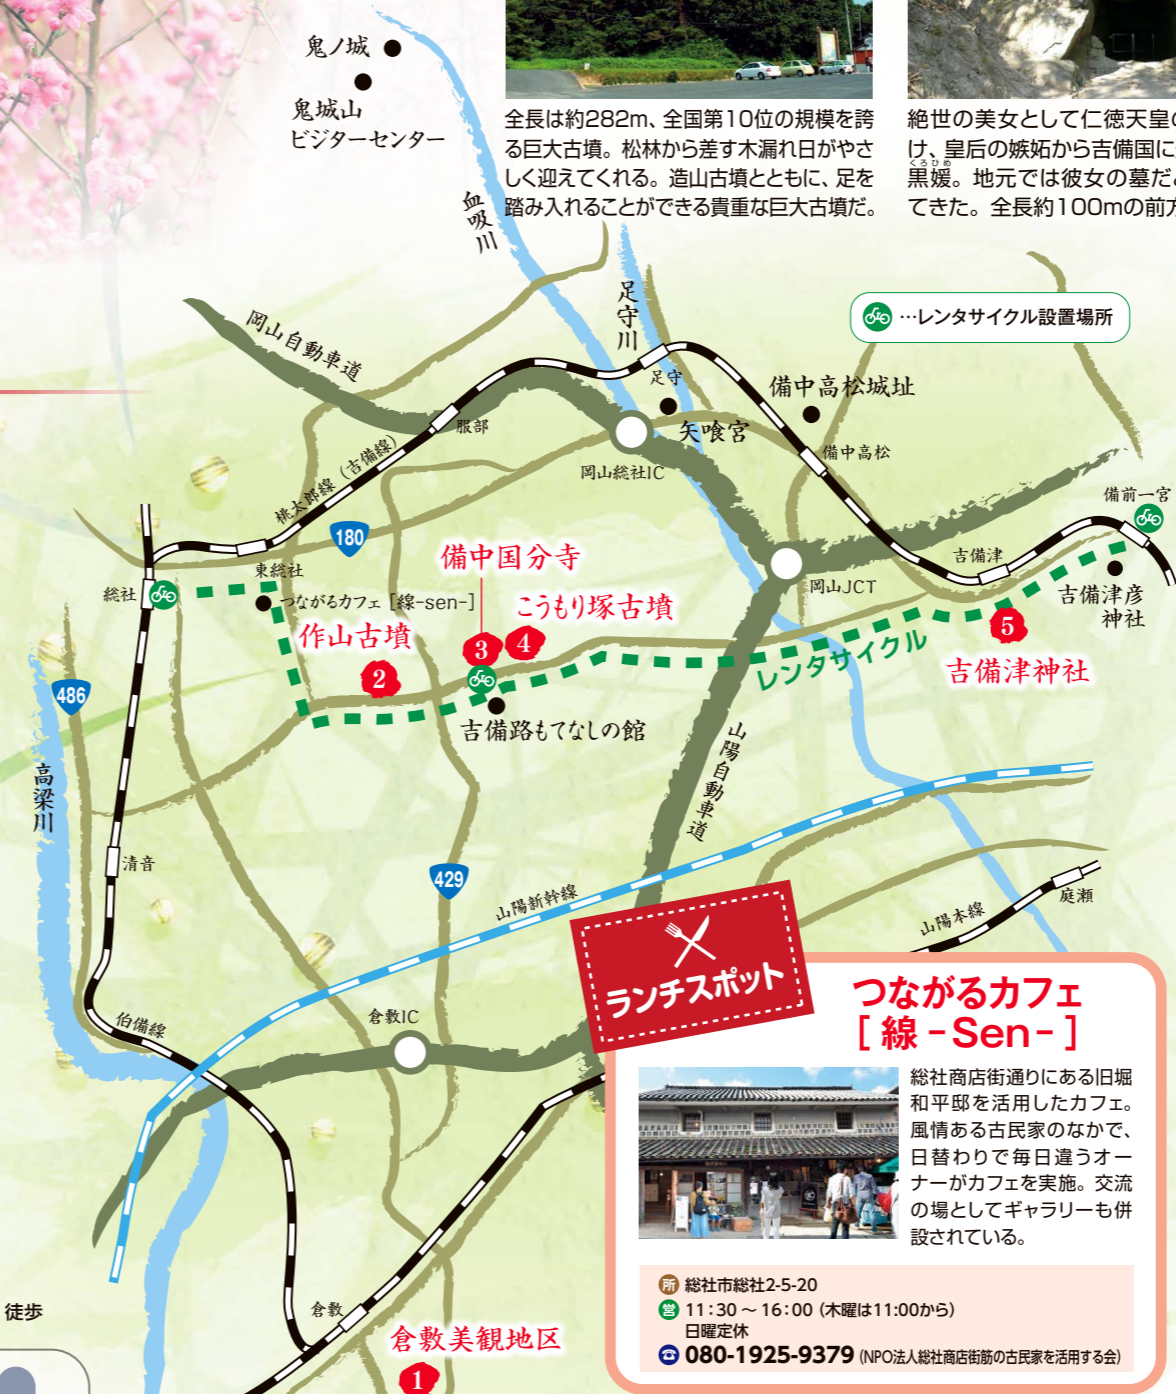 鬼ノ城
鬼城山
ビジターセンター
全長は約282m、全国第10位の規模を誇
る巨大古墳。松林から差す木漏れ日がやさ
しく迎えてくれる。造山古墳とともに、足を
踏み入れることができる貴重な巨大古墳だ。
絶世の美女として仁徳天皇の
け、皇后の嫉妬から吉備国に
くろひめ
黒媛。地元では彼女の墓だ
てきた。全長約100mの前方
血吸川
足守川
…レンタサイクル設置場所
岡山自動車道
足守
備中高松城址
矢喰宮
服部
備中高松
岡山総社IC
桃太郎線（吉備線）
備前一宮
180
備中国分寺
吉備津
東総社
岡山JCT
総社
つながるカフェ［線-sen-］
こうもり塚古墳
吉備津彦
神社
作山古墳
5
3
4
レンタサイクル
吉備津神社
2
486
吉備路もてなしの館
山陽自動車道
高梁川
清音
429
山陽新幹線
庭瀬
山陽本線
ランチスポット
伯備線
倉敷IC
つながるカフェ
［線-Sen-］
総社商店街通りにある旧堀
和平邸を活用したカフェ。
風情ある古民家のなかで、
日替わりで毎日違うオー
ナーがカフェを実施。交流
の場としてギャラリーも併
設されている。
所 総社市総社2-5-20
営 11：30 ～ 16：00（木曜は11:00から）
日曜定休
☎ 080-1925-9379（NPO法人総社商店街筋の古民家を活用する会）
徒歩
倉敷
倉敷美観地区
1